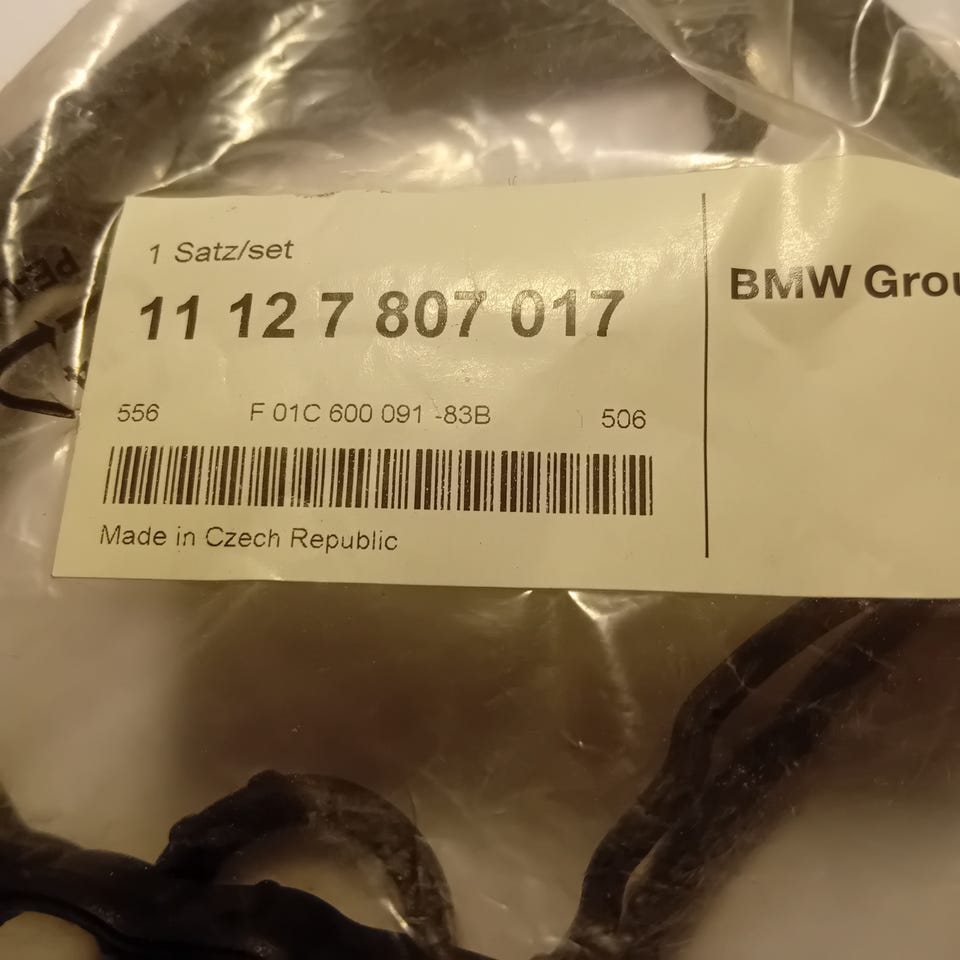 1 Satz/set
11 12 7 807 017
BMW Grou
556 F 01C 600 091 -83B 506
Made in Czech Republic
PE-L